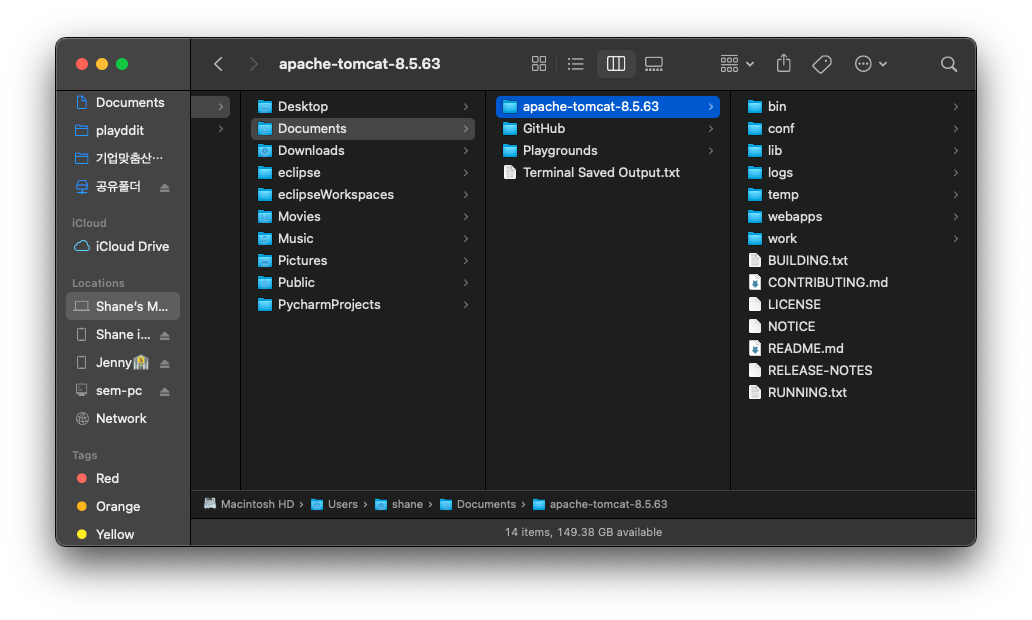 apache-tomcat-8.5.63
Documents
playddit
기업맞춤산…
공유폴더
iCloud
iCloud Drive
Locations
Shane's M...
Shane i...
Jenny
sem-pc
Network
Tags
Red
Orange
Yellow
Desktop
Documents
Downloads
eclipse
eclipseWorkspaces
Movies
Music
Pictures
Public
PycharmProjects
apache-tomcat-8.5.63
GitHub
Playgrounds
Terminal Saved Output.txt
bin
conf
lib
logs
temp
webapps
work
BUILDING.txt
CONTRIBUTING.md
LICENSE
NOTICE
README.md
RELEASE-NOTES
RUNNING.txt
Macintosh HD › Users › shane › Documents › apache-tomcat-8.5.63
14 items, 149.38 GB available